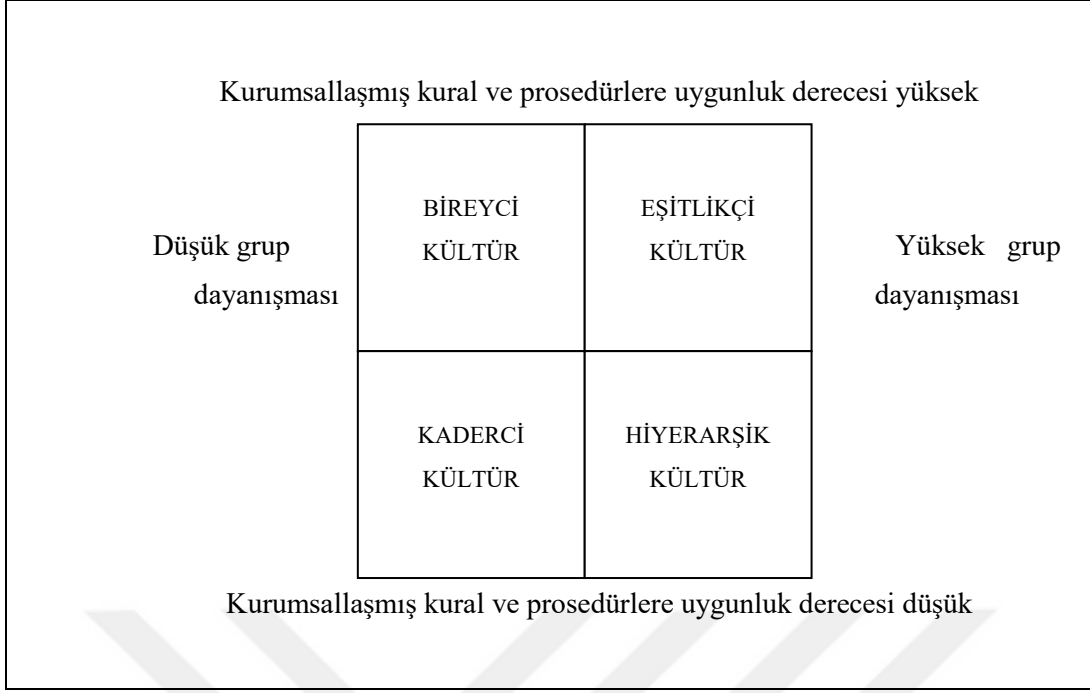 Kurumsallaşmış kural ve prosedürlere uygunluk derecesi yüksek
BİREYCİ
KÜLTÜR
EŞİTLİKÇİ
KÜLTÜR
Düşük grup
dayanışması
Yüksek grup
dayanışması
KADERCİ
KÜLTÜR
HİYERARŞİK
KÜLTÜR
Kurumsallaşmış kural ve prosedürlere uygunluk derecesi düşük